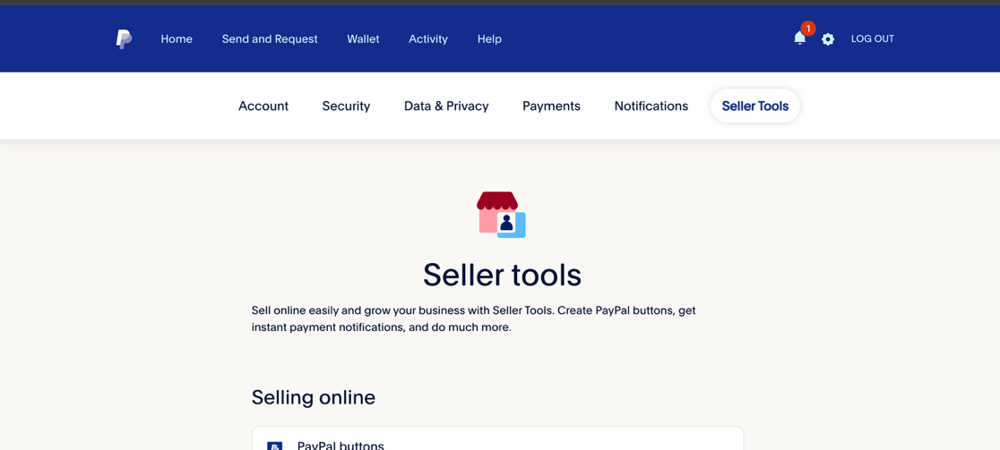 Home Send and Request Wallet Activity Help 1 LOG OUT
Account Security Data & Privacy Payments Notifications Seller Tools
Seller tools
Sell online easily and grow your business with Seller Tools. Create PayPal buttons, get
instant payment notifications, and do much more.
Selling online
PayPal buttons